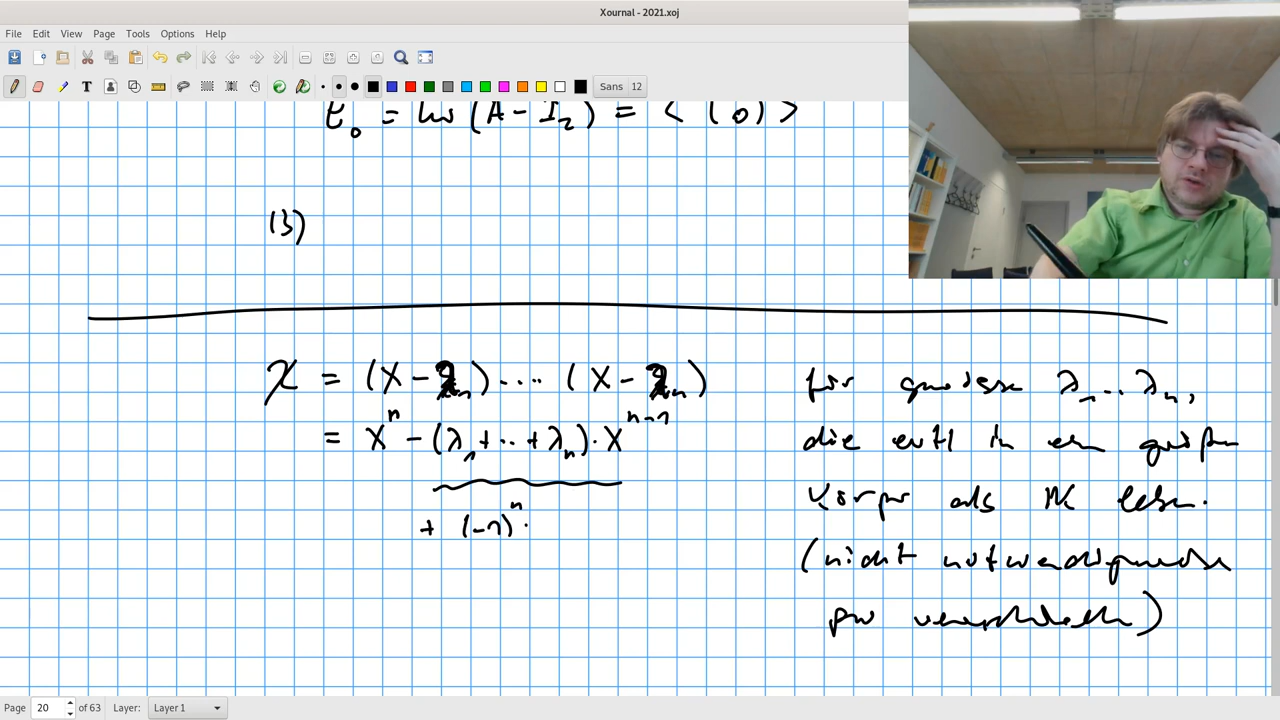 Xournal - 2021.xoj
File Edit View Page Tools Options Help
Sans 12
E₀ = Lös (A - I₂) = < (0) >
(3)
χ = (X - λ₁) .... (X - λₙ) für gewisse λ₁...λₙ,
= Xⁿ - (λ₁ + .. + λₙ) · Xⁿ⁻¹ die evtl in einem größeren
Körper als K leben.
+ (-1)ⁿ ·
(nicht notwendigerweise
pw verschieden)
Page 20 of 63 Layer: Layer 1